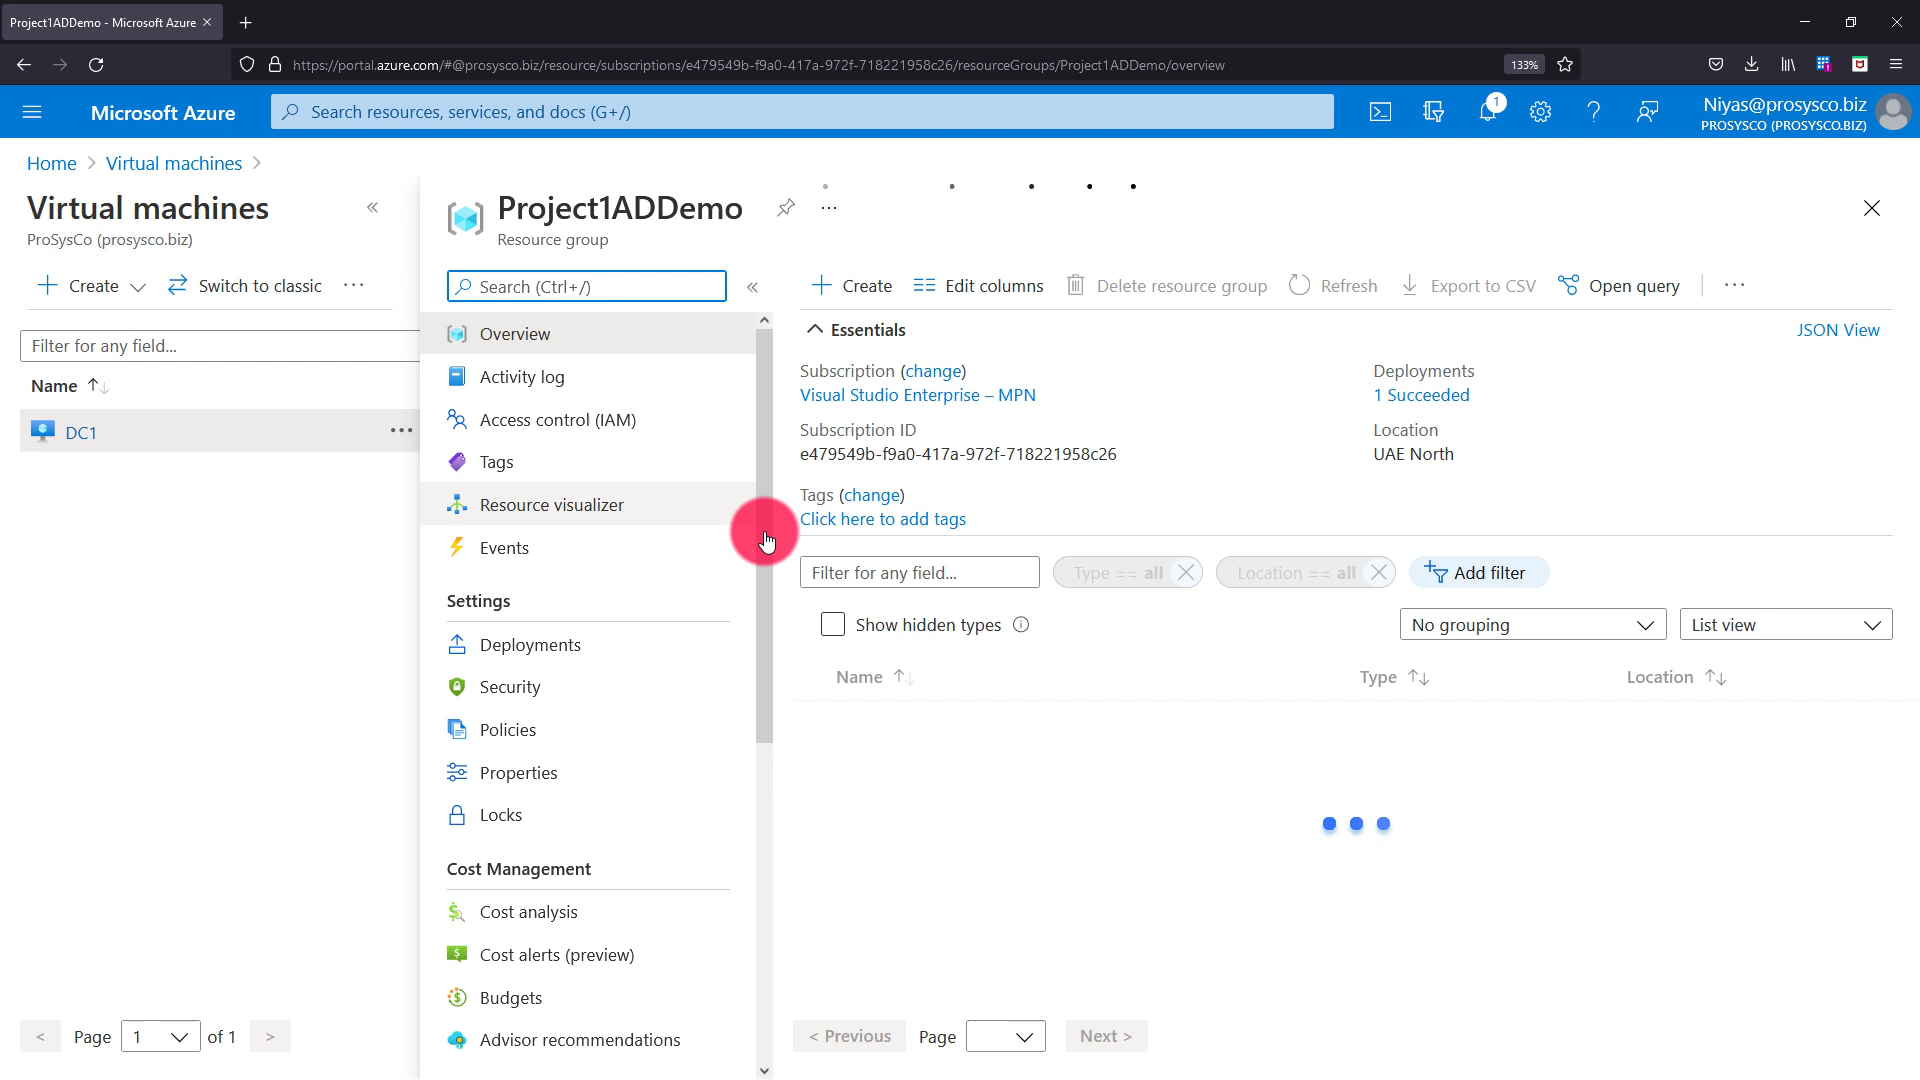 Project1ADDemo - Microsoft Azure
https://portal.azure.com/#@prosysco.biz/resource/subscriptions/e479549b-f9a0-417a-972f-718221958c26/resourceGroups/Project1ADDemo/overview
133%
Microsoft Azure
Search resources, services, and docs (G+/)
1
Niyas@prosysco.biz
PROSYSCO (PROSYSCO.BIZ)
Home > Virtual machines >
Virtual machines
ProSysCo (prosysco.biz)
Create
Switch to classic
...
Filter for any field...
Name
DC1
...
< Page 1 of 1 >
Project1ADDemo
...
Resource group
Search (Ctrl+/)
Overview
Activity log
Access control (IAM)
Tags
Resource visualizer
Events
Settings
Deployments
Security
Policies
Properties
Locks
Cost Management
Cost analysis
Cost alerts (preview)
Budgets
Advisor recommendations
Create
Edit columns
Delete resource group
Refresh
Export to CSV
Open query
...
Essentials
JSON View
Subscription (change)
Visual Studio Enterprise – MPN
Deployments
1 Succeeded
Subscription ID
e479549b-f9a0-417a-972f-718221958c26
Location
UAE North
Tags (change)
Click here to add tags
Filter for any field...
Type == all
Location == all
Add filter
Show hidden types
No grouping
List view
Name
Type
Location
< Previous
Page
Next >